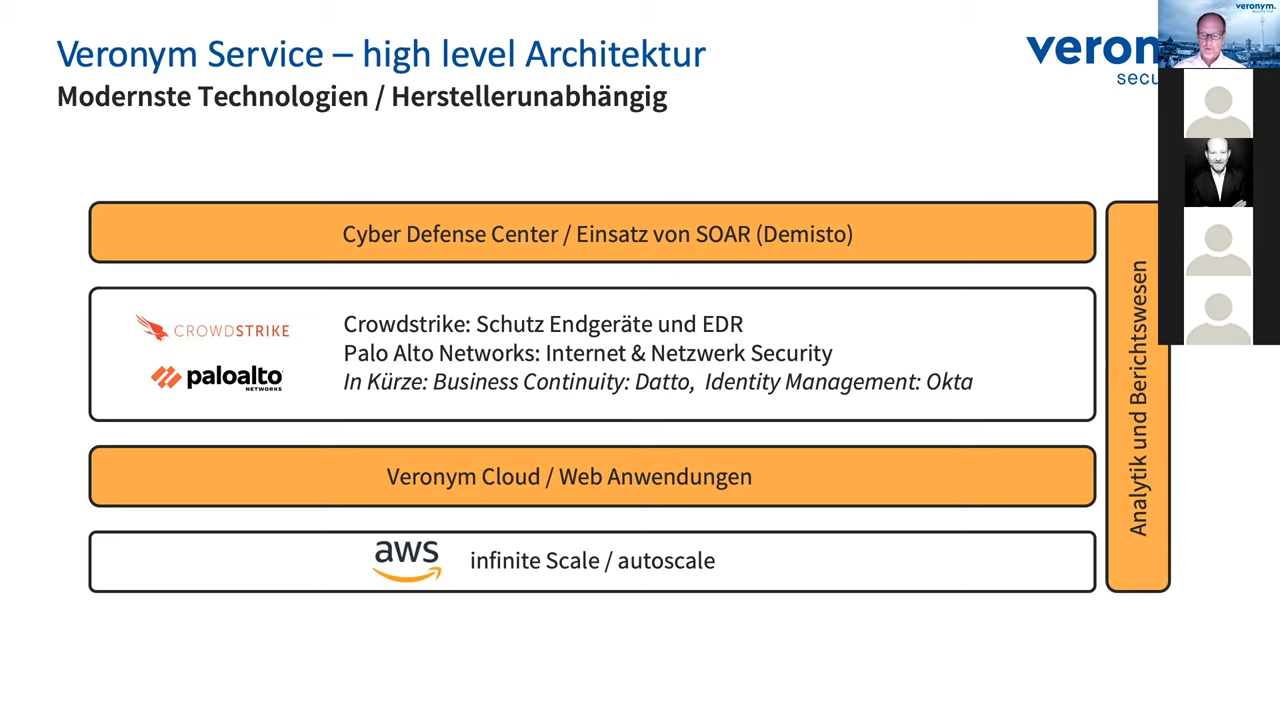 Veronym Service – high level Architektur
Modernste Technologien / Herstellerunabhängig
veronym.
Cyber Defense Center / Einsatz von SOAR (Demisto)
CROWDSTRIKE
Crowdstrike: Schutz Endgeräte und EDR
paloalto
NETWORKS
Palo Alto Networks: Internet & Netzwerk Security
In Kürze: Business Continuity: Datto, Identity Management: Okta
Veronym Cloud / Web Anwendungen
aws
infinite Scale / autoscale
Analytik und Berichtswesen